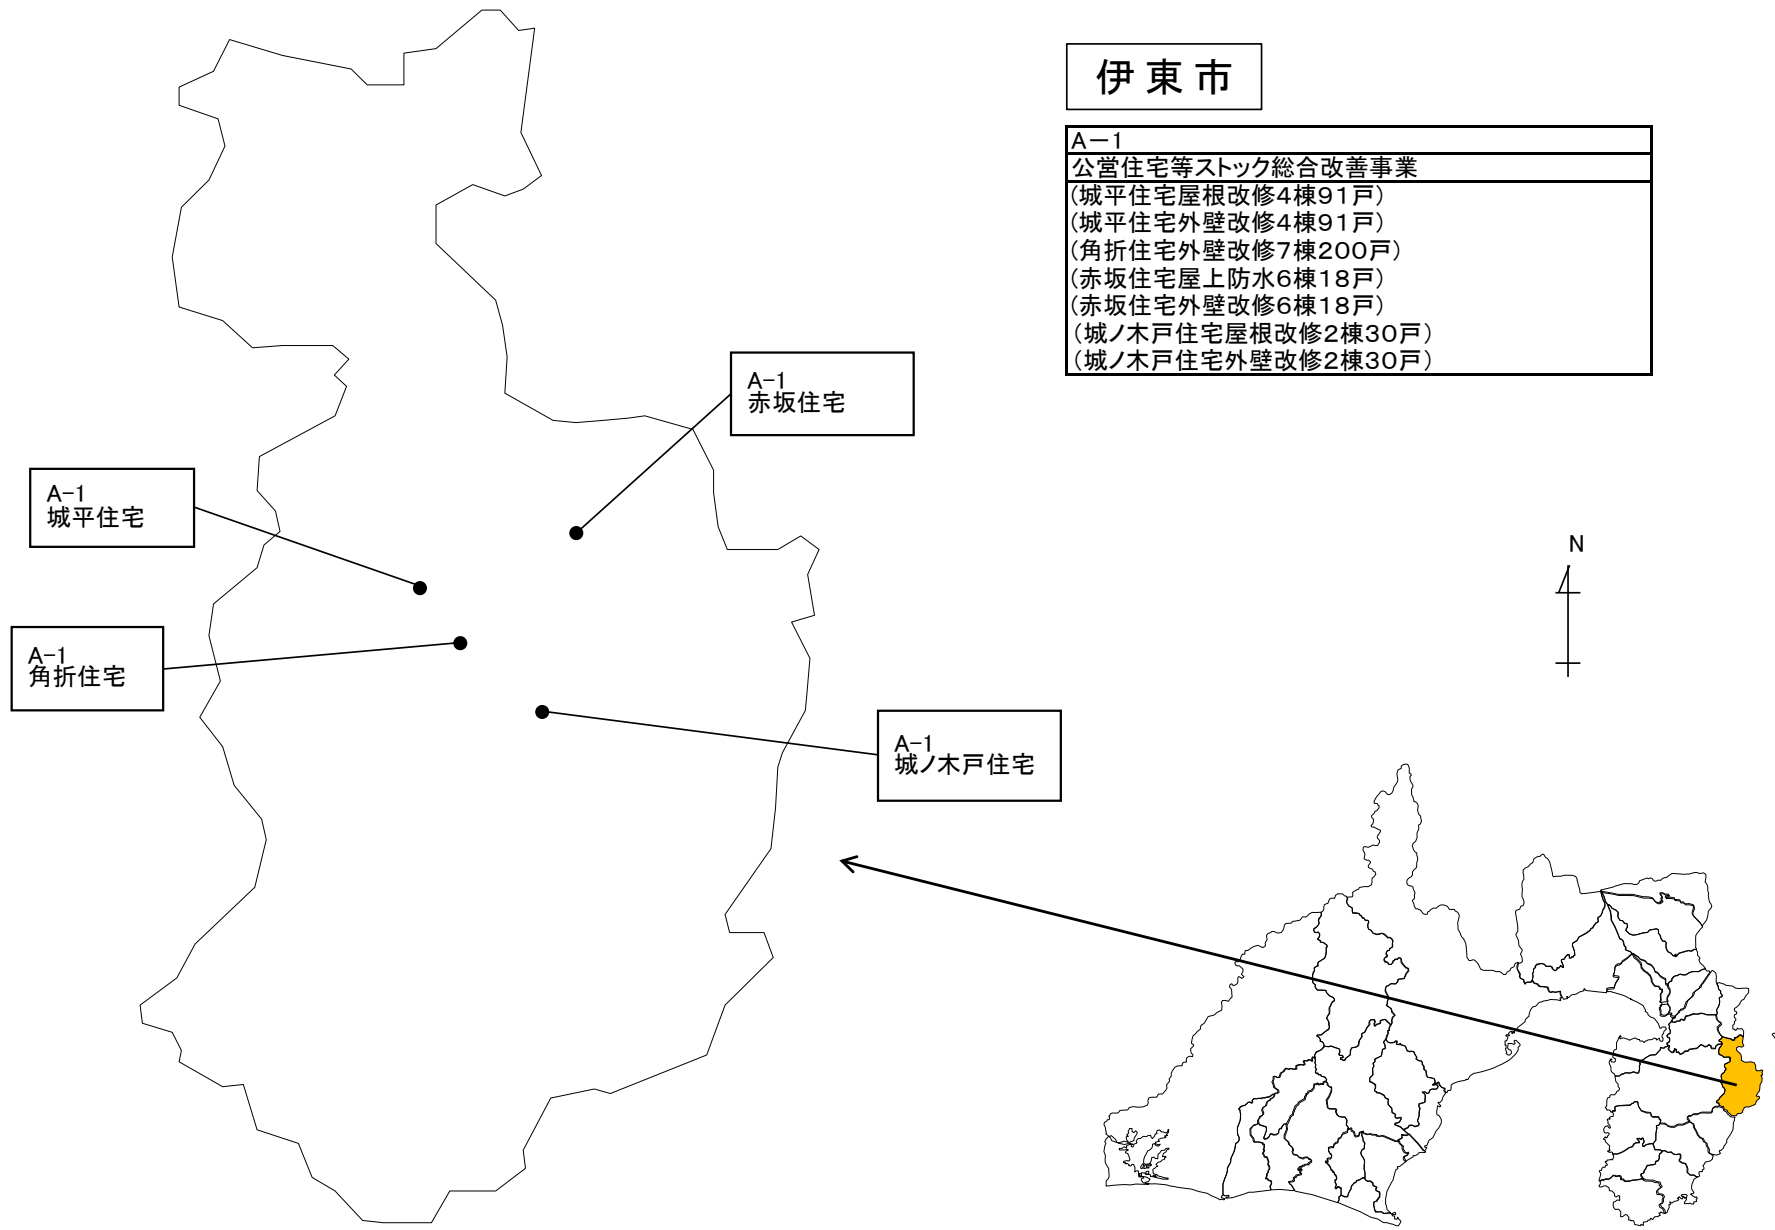 伊東市
A－1
公営住宅等ストック総合改善事業
(城平住宅屋根改修4棟91戸)
(城平住宅外壁改修4棟91戸)
(角折住宅外壁改修7棟200戸)
(赤坂住宅屋上防水6棟18戸)
(赤坂住宅外壁改修6棟18戸)
(城ノ木戸住宅屋根改修2棟30戸)
(城ノ木戸住宅外壁改修2棟30戸)
A-1
赤坂住宅
A-1
城平住宅
A-1
角折住宅
A-1
城ノ木戸住宅
N